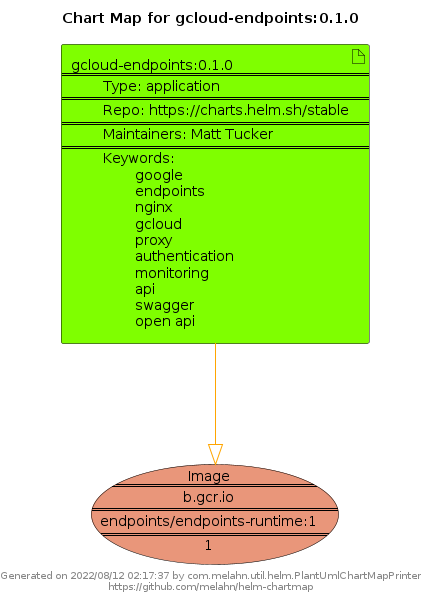 Chart Map for gcloud-endpoints:0.1.0
gcloud-endpoints:0.1.0
Type: application
Repo: https://charts.helm.sh/stable
Maintainers: Matt Tucker
Keywords:
google
endpoints
nginx
gcloud
proxy
authentication
monitoring
api
swagger
open api
Image
b.gcr.io
endpoints/endpoints-runtime:1
1
Generated on 2022/08/12 02:17:37 by com.melahn.util.helm.PlantUmlChartMapPrinter
https://github.com/melahn/helm-chartmap